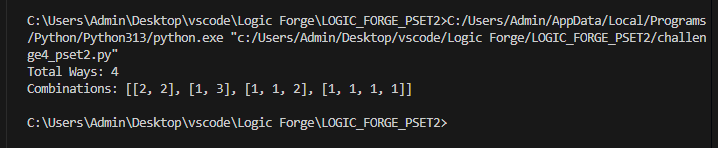 C:\Users\Admin\Desktop\vscode\Logic Forge\LOGIC_FORGE_PSET2>C:/Users/Admin/AppData/Local/Programs
/Python/Python313/python.exe "c:/Users/Admin/Desktop/vscode/Logic Forge/LOGIC_FORGE_PSET2/challen
ge4_pset2.py"
Total Ways: 4
Combinations: [[2, 2], [1, 3], [1, 1, 2], [1, 1, 1, 1]]
C:\Users\Admin\Desktop\vscode\Logic Forge\LOGIC_FORGE_PSET2>